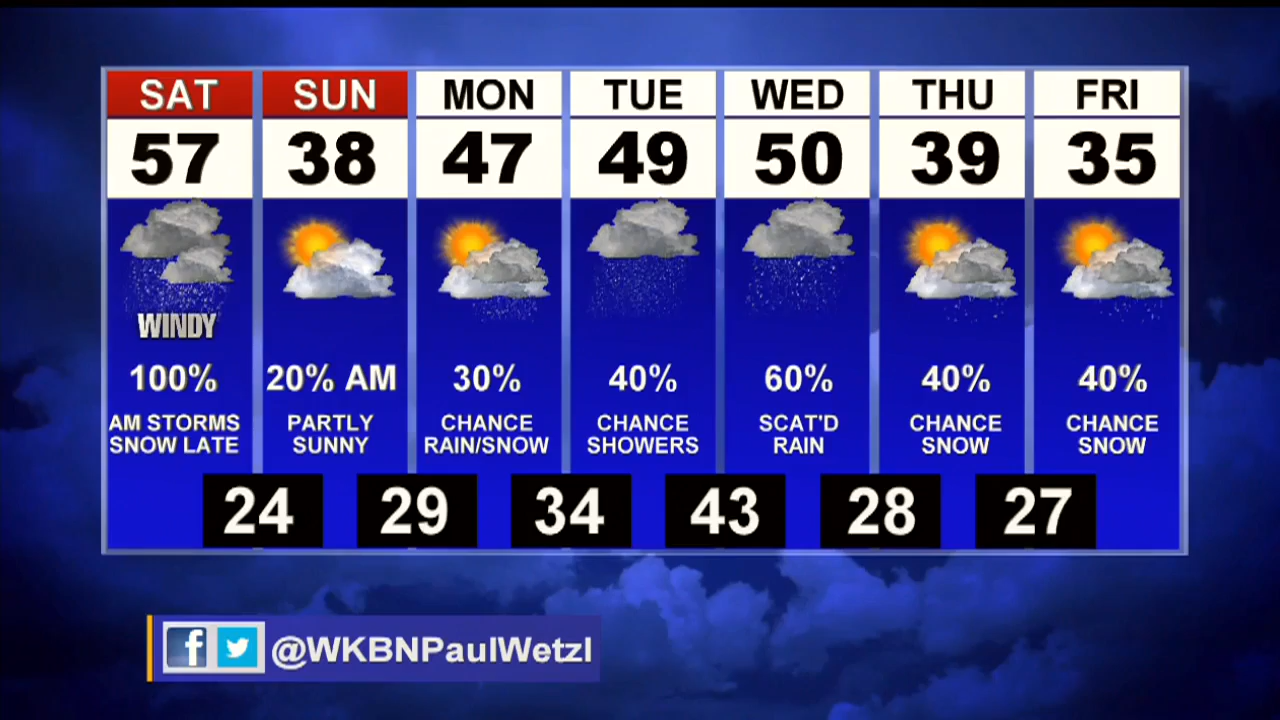 SAT SUN MON TUE WED THU FRI
57 38 47 49 50 39 35
WINDY
100% 20% AM 30% 40% 60% 40% 40%
AM STORMS PARTLY CHANCE CHANCE SCAT'D CHANCE CHANCE
SNOW LATE SUNNY RAIN/SNOW SHOWERS RAIN SNOW SNOW
24 29 34 43 28 27
f @WKBNPaulWetzl